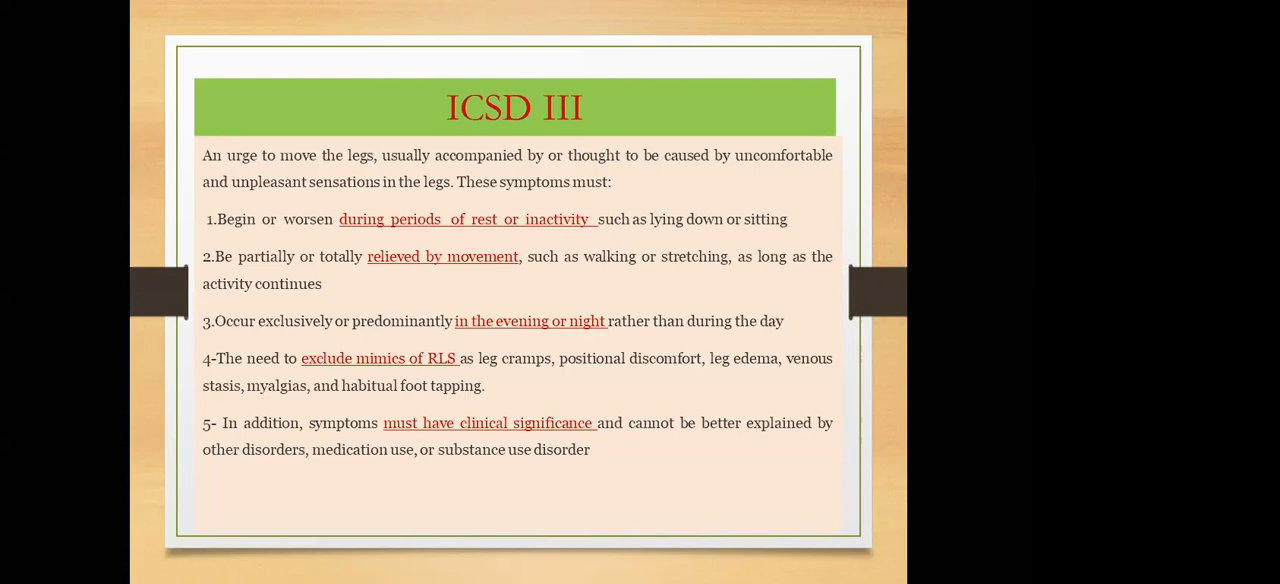 ICSD III
An urge to move the legs, usually accompanied by or thought to be caused by uncomfortable
and unpleasant sensations in the legs. These symptoms must:
1.Begin or worsen during periods of rest or inactivity such as lying down or sitting
2.Be partially or totally relieved by movement, such as walking or stretching, as long as the
activity continues
3.Occur exclusively or predominantly in the evening or night rather than during the day
4-The need to exclude mimics of RLS as leg cramps, positional discomfort, leg edema, venous
stasis, myalgias, and habitual foot tapping.
5- In addition, symptoms must have clinical significance and cannot be better explained by
other disorders, medication use, or substance use disorder